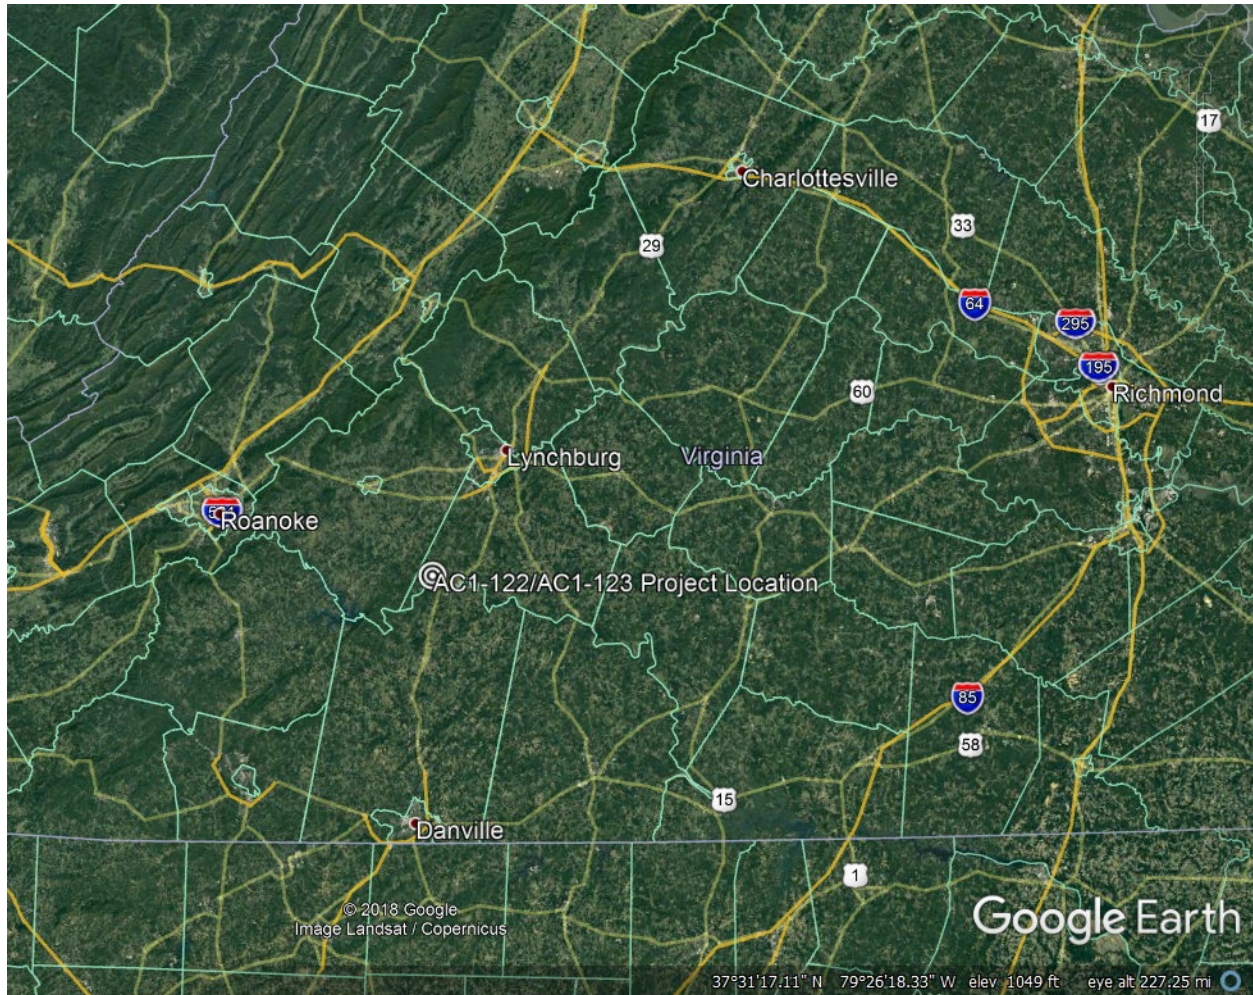 17
Charlottesville
33
29
64
295
195
60
Richmond
Lynchburg
Virginia
Roanoke
AC1-122/AC1-123 Project Location
85
58
15
Danville
1
© 2018 Google
Image Landsat / Copernicus
Google Earth
37°31'17.11" N 79°26'18.33" W elev 1049 ft eye alt 227.25 mi